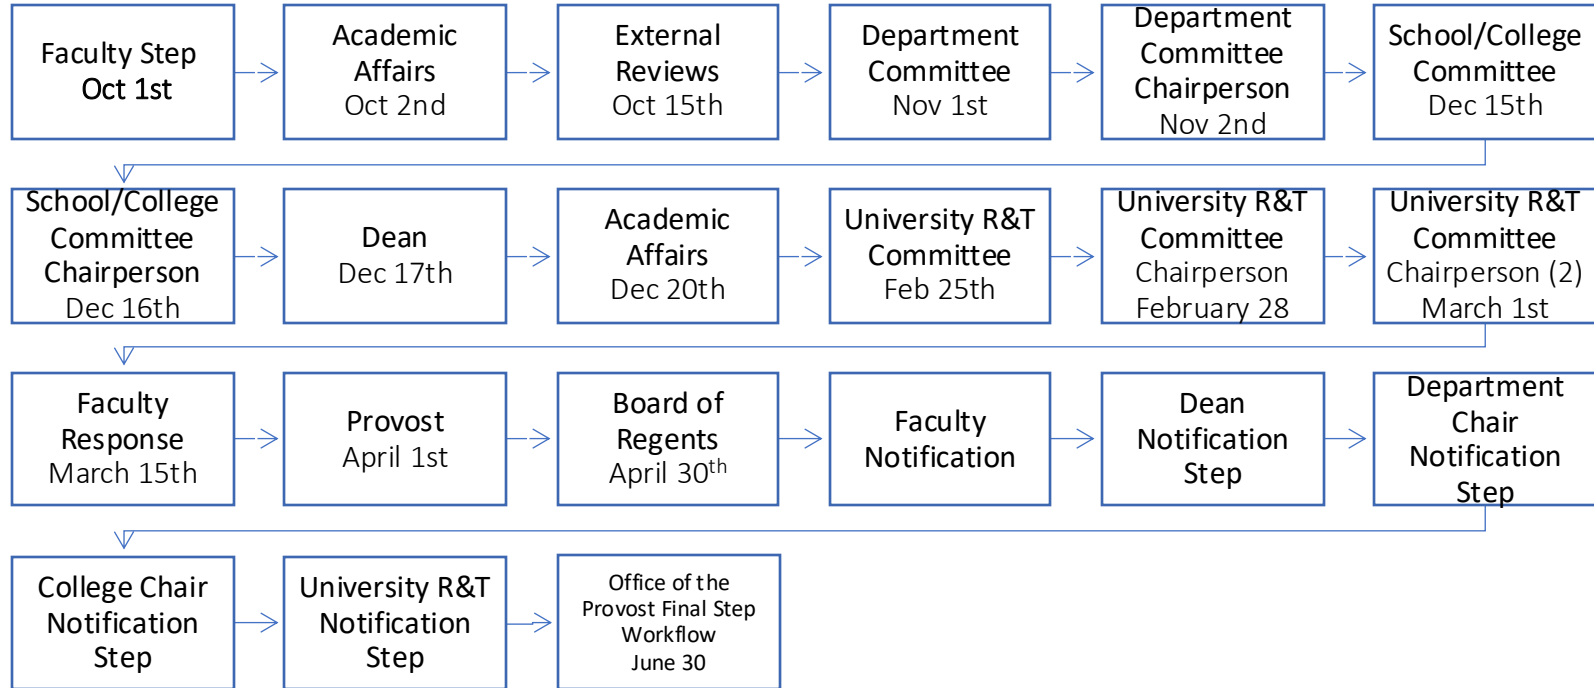 Faculty Step
Oct 1st
Academic
Affairs
Oct 2nd
External
Reviews
Oct 15th
Department
Committee
Nov 1st
Department
Committee
Chairperson
Nov 2nd
School/College
Committee
Dec 15th
School/College
Committee
Chairperson
Dec 16th
Dean
Dec 17th
Academic
Affairs
Dec 20th
University R&T
Committee
Feb 25th
University R&T
Committee
Chairperson
February 28
University R&T
Committee
Chairperson (2)
March 1st
Faculty
Response
March 15th
Provost
April 1st
Board of
Regents
April 30th
Faculty
Notification
Dean
Notification
Step
Department
Chair
Notification
Step
College Chair
Notification
Step
University R&T
Notification
Step
Office of the
Provost Final Step
Workflow
June 30